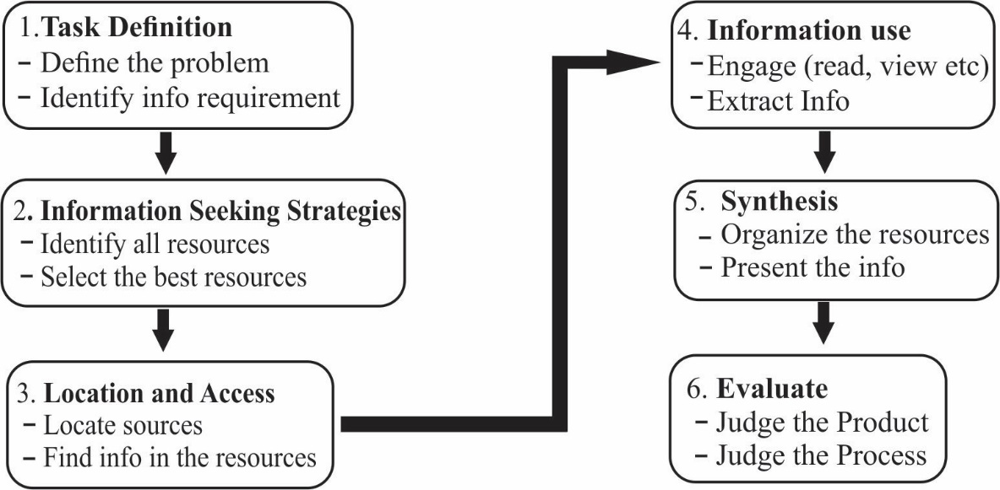 1.Task Definition
- Define the problem
- Identify info requirement
2. Information Seeking Strategies
- Identify all resources
- Select the best resources
3. Location and Access
- Locate sources
- Find info in the resources
4. Information use
- Engage (read, view etc)
- Extract Info
5. Synthesis
- Organize the resources
- Present the info
6. Evaluate
- Judge the Product
- Judge the Process